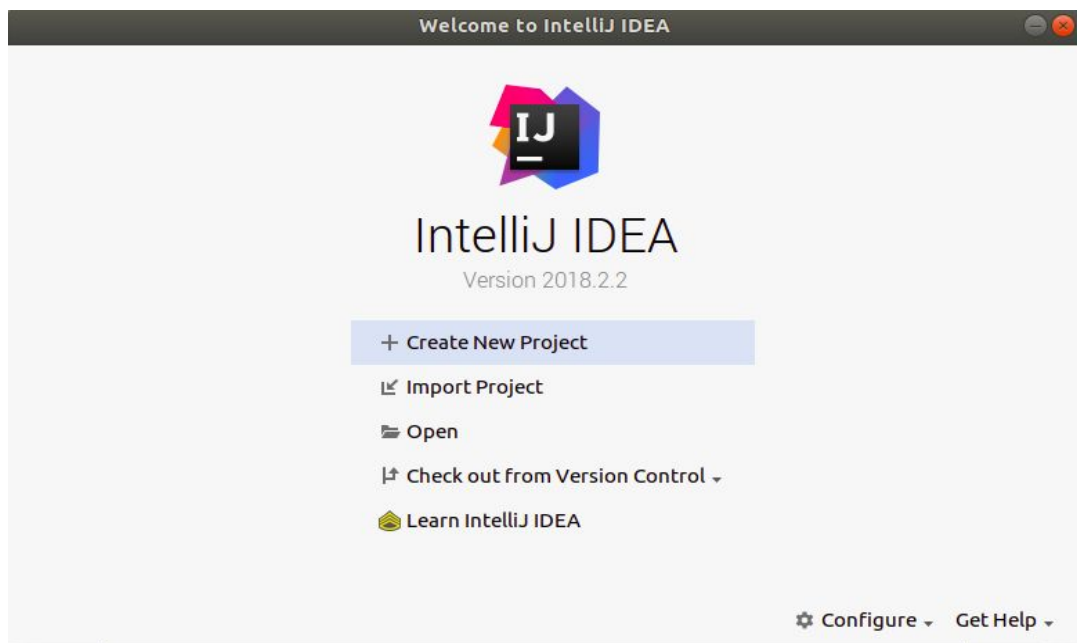 Welcome to IntelliJ IDEA
IJ
IntelliJ IDEA
Version 2018.2.2
Create New Project
Import Project
Open
Check out from Version Control
Learn IntelliJ IDEA
Configure Get Help